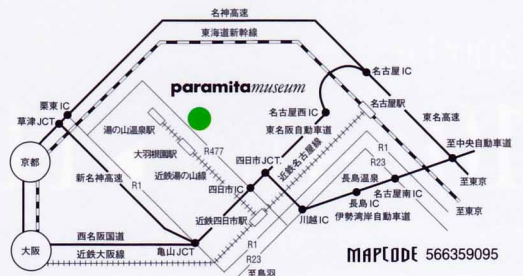 名神高速
東海道新幹線
paramitamuseum
名古屋IC
栗東IC
草津JCT
名古屋駅
名古屋西IC
湯の山温泉駅
東名阪自動車道
東名高速
大羽根園駅
R477
至中央自動車道
京都
四日市JCT.
近鉄名古屋線
R1
R23
近鉄湯の山線
新名神高速
R1
四日市IC
長島温泉
名古屋南IC
至東京
長島IC
至東京
近鉄四日市駅
川越IC
伊勢湾岸自動車道
大阪
西名阪国道
亀山JCT
R1
近鉄大阪線
R23
至鳥羽
MAPCODE 566359095